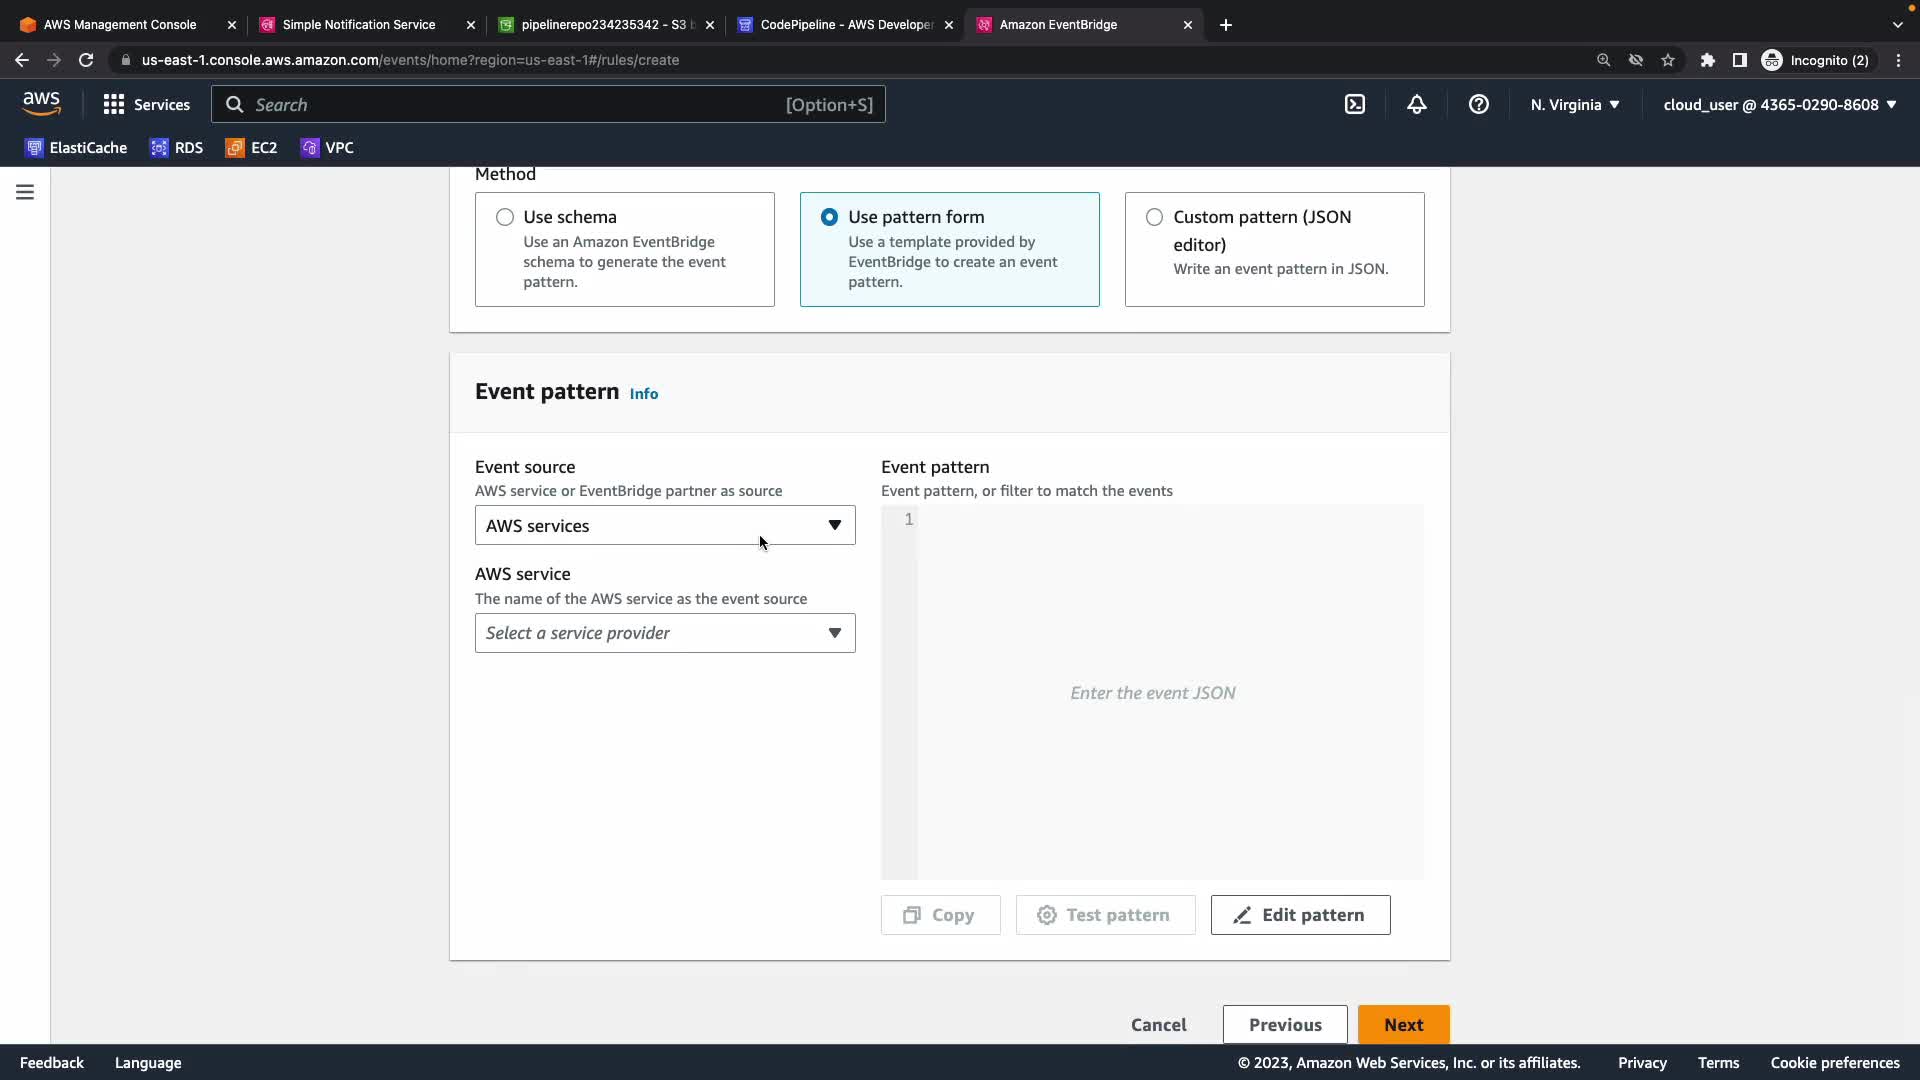 AWS Management Console
Simple Notification Service
pipelinerepo234235342 - S3 b
CodePipeline - AWS Developer
Amazon EventBridge
us-east-1.console.aws.amazon.com/events/home?region=us-east-1#/rules/create
Incognito (2)
aws
Services
Search
[Option+S]
N. Virginia
cloud_user @ 4365-0290-8608
ElastiCache
RDS
EC2
VPC
Method
Use schema
Use an Amazon EventBridge
schema to generate the event
pattern.
Use pattern form
Use a template provided by
EventBridge to create an event
pattern.
Custom pattern (JSON
editor)
Write an event pattern in JSON.
Event pattern Info
Event source
AWS service or EventBridge partner as source
AWS services
AWS service
The name of the AWS service as the event source
Select a service provider
Event pattern
Event pattern, or filter to match the events
1
Enter the event JSON
Copy
Test pattern
Edit pattern
Cancel
Previous
Next
Feedback
Language
© 2023, Amazon Web Services, Inc. or its affiliates.
Privacy
Terms
Cookie preferences